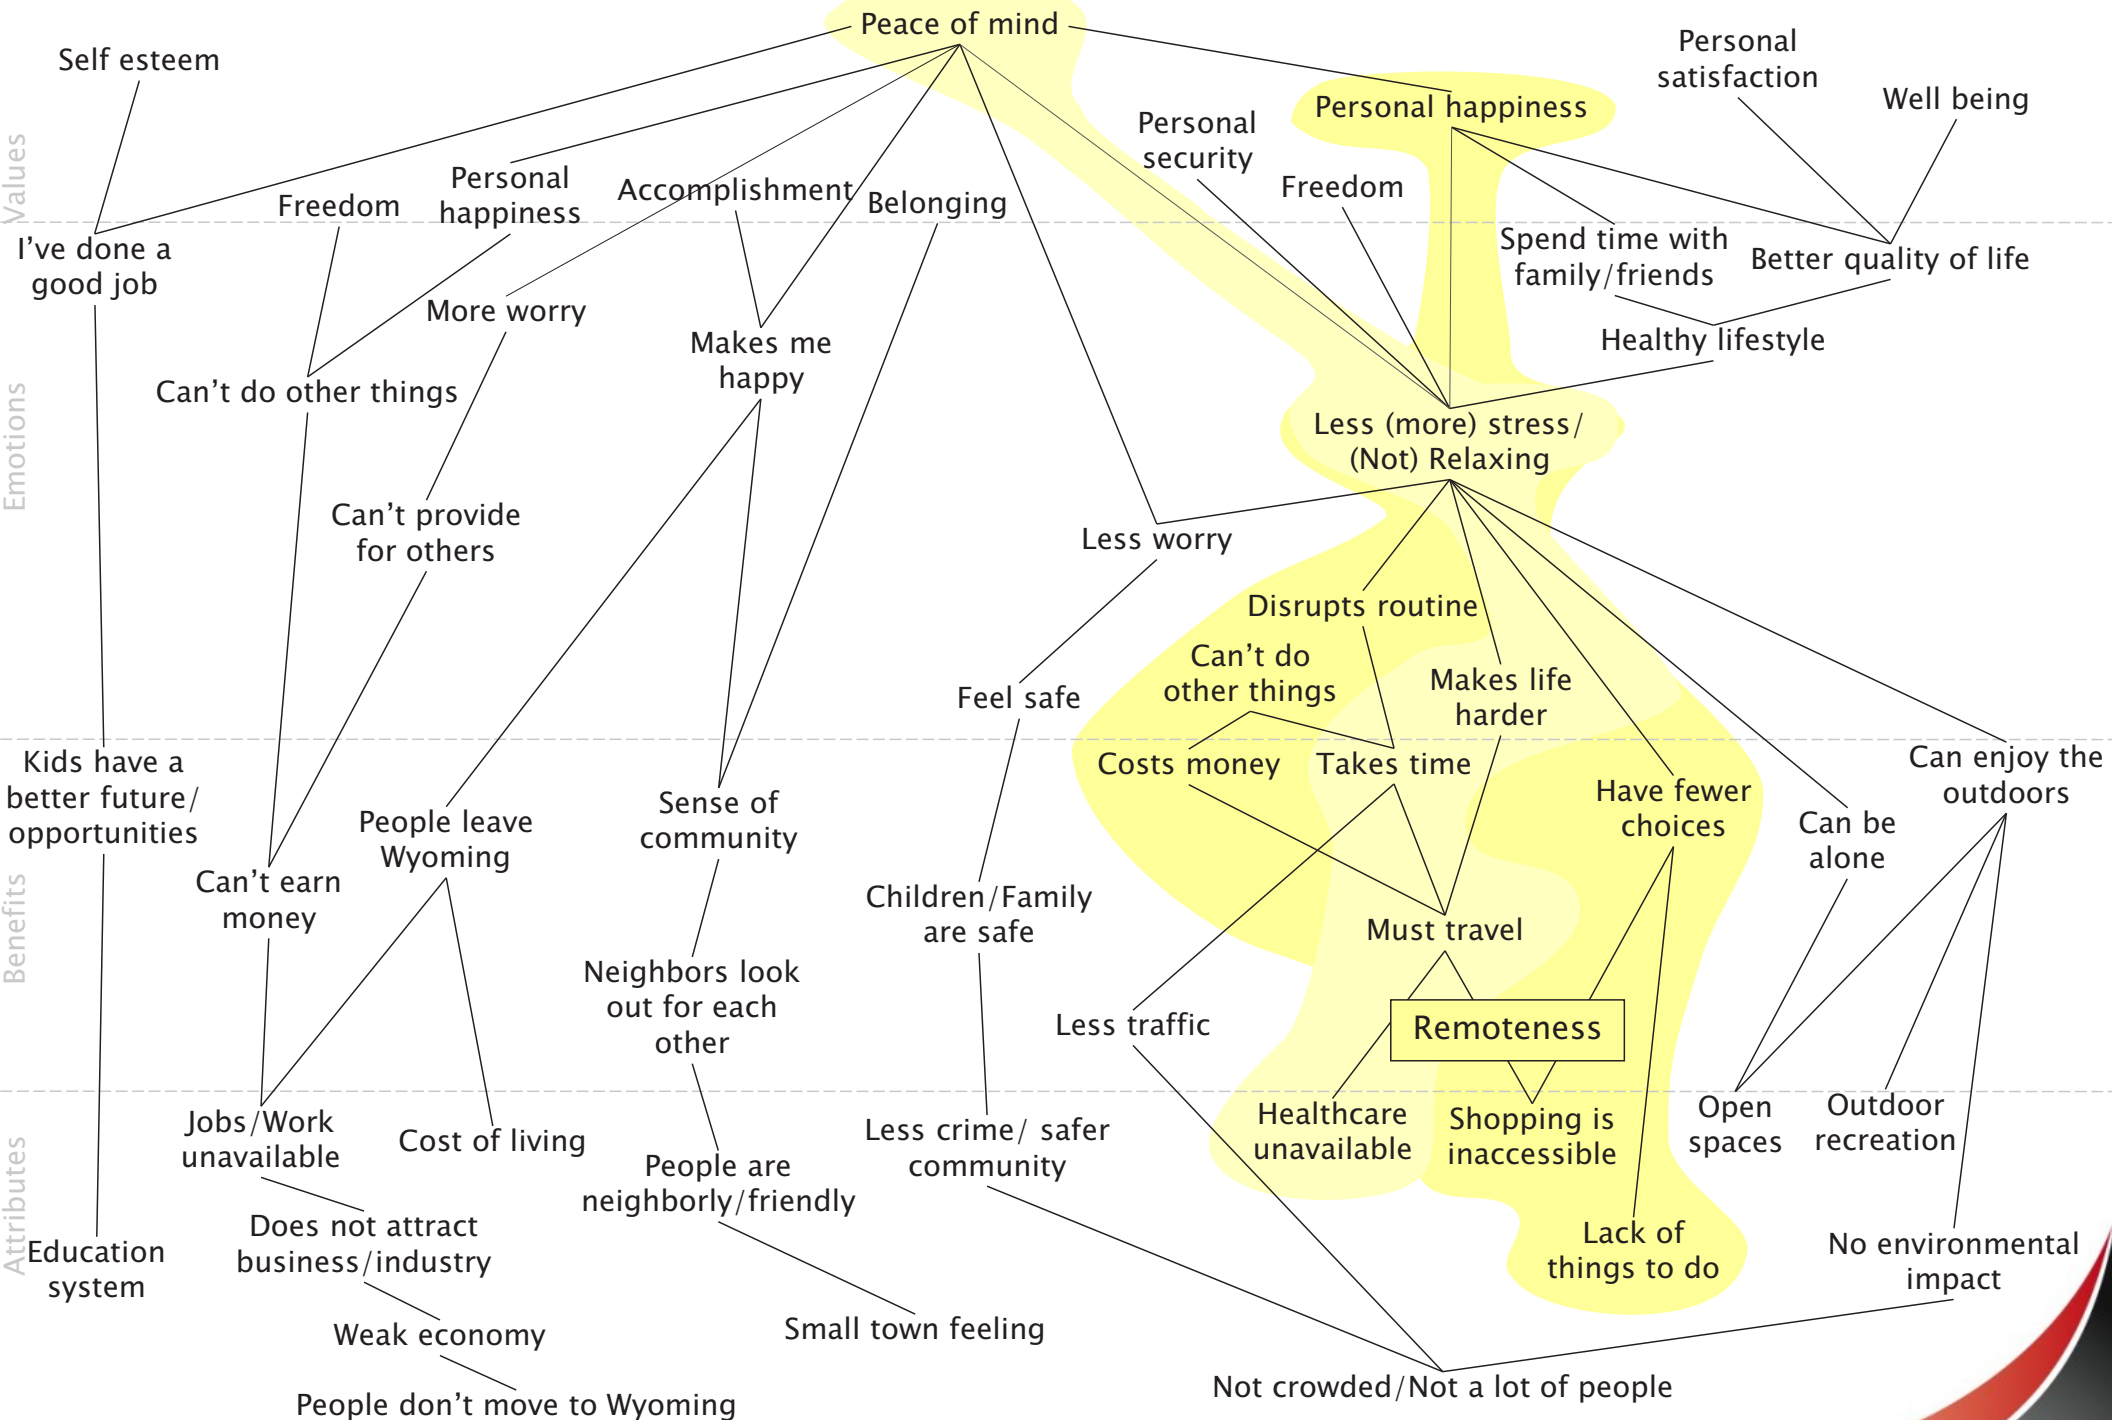 Peace of mind
Self esteem
Personal
satisfaction
Well being
Personal happiness
Personal
security
Freedom
Values
Freedom
Personal
happiness
Accomplishment
Belonging
I’ve done a
good job
More worry
Makes me
happy
Can’t do other things
Spend time with
family/friends
Better quality of life
Healthy lifestyle
Emotions
Less (more) stress/
(Not) Relaxing
Can’t provide
for others
Less worry
Disrupts routine
Can’t do
other things
Makes life
harder
Feel safe
Kids have a
better future/
opportunities
Costs money
Takes time
Have fewer
choices
Can enjoy the
outdoors
People leave
Wyoming
Sense of
community
Can be
alone
Benefits
Can’t earn
money
Children/Family
are safe
Must travel
Neighbors look
out for each
other
Less traffic
Remoteness
Attributes
Jobs/Work
unavailable
Cost of living
People are
neighborly/friendly
Less crime/ safer
community
Healthcare
unavailable
Shopping is
inaccessible
Open
spaces
Outdoor
recreation
Education
system
Does not attract
business/industry
Lack of
things to do
No environmental
impact
Weak economy
Small town feeling
Not crowded/Not a lot of people
People don’t move to Wyoming